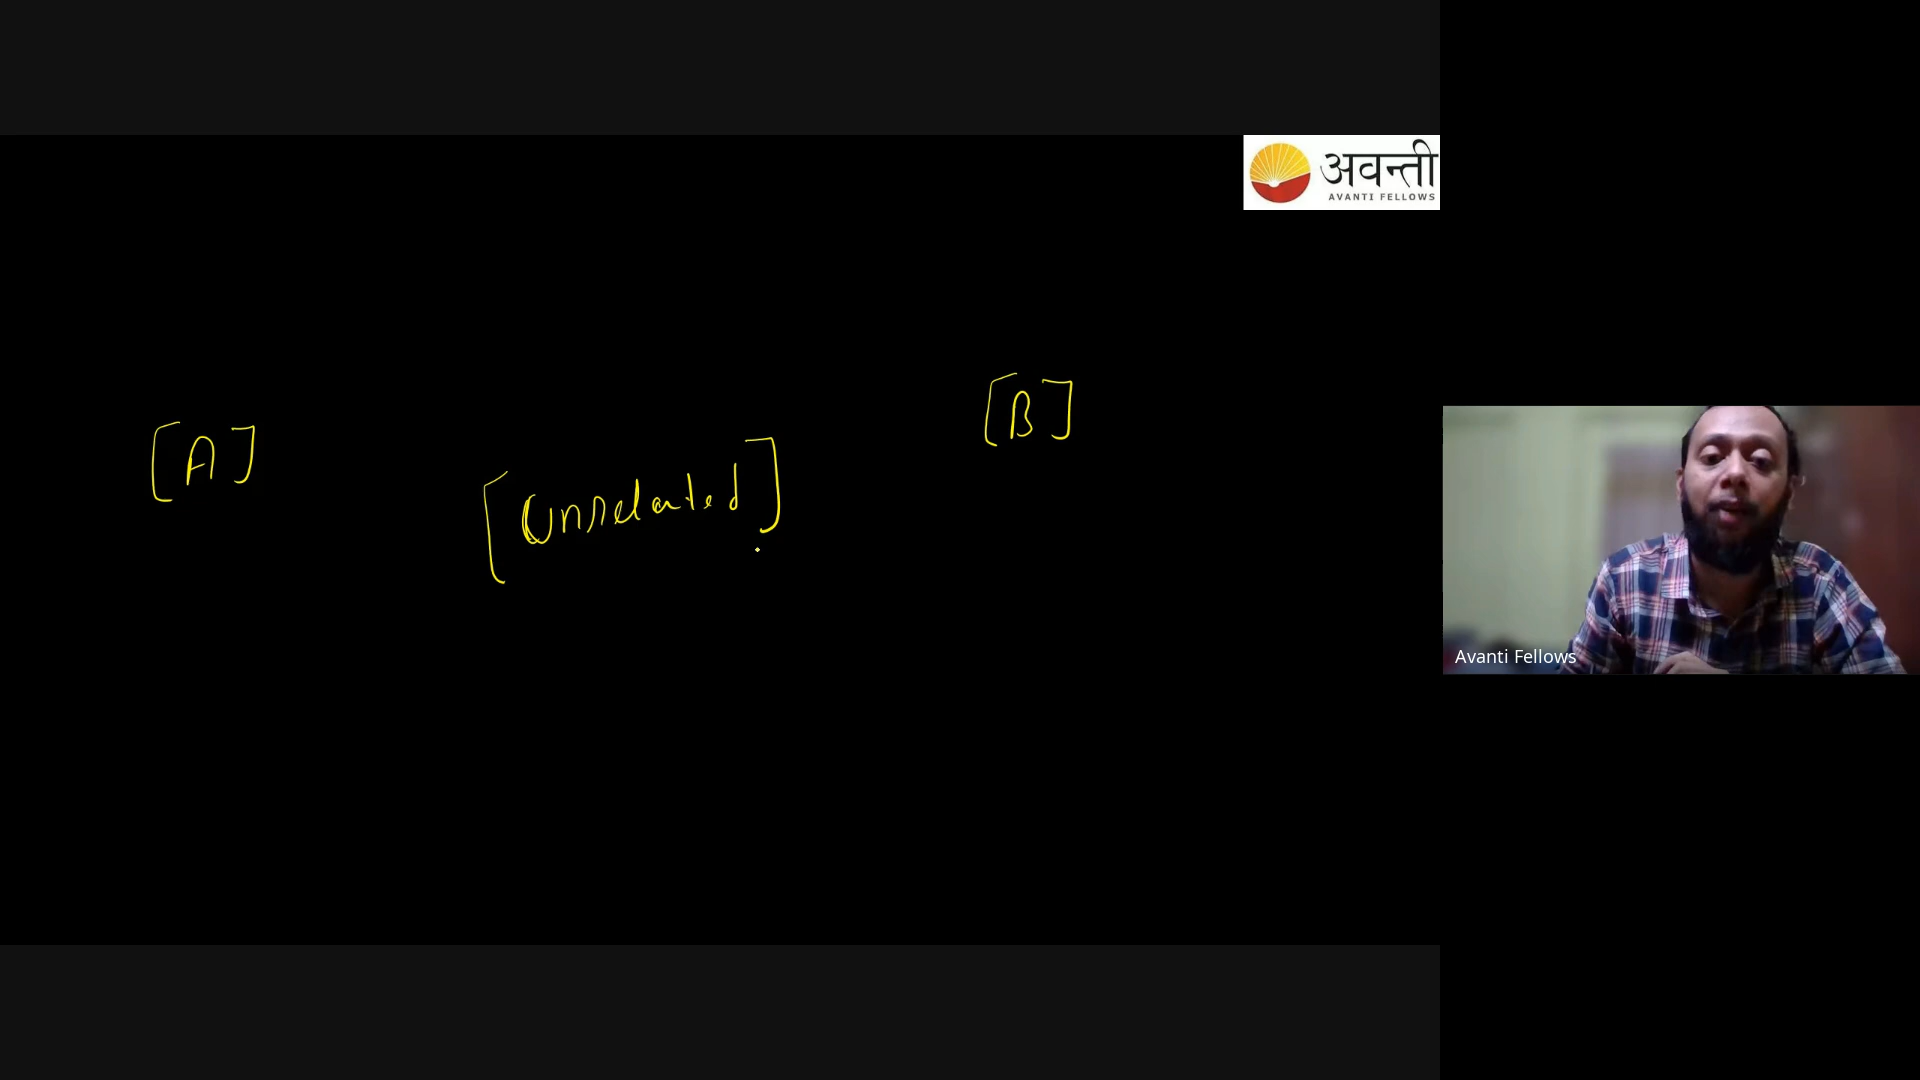 अवन्ती
AVANTI FELLOWS
[B]
[A]
[Unrelated]
Avanti Fellows